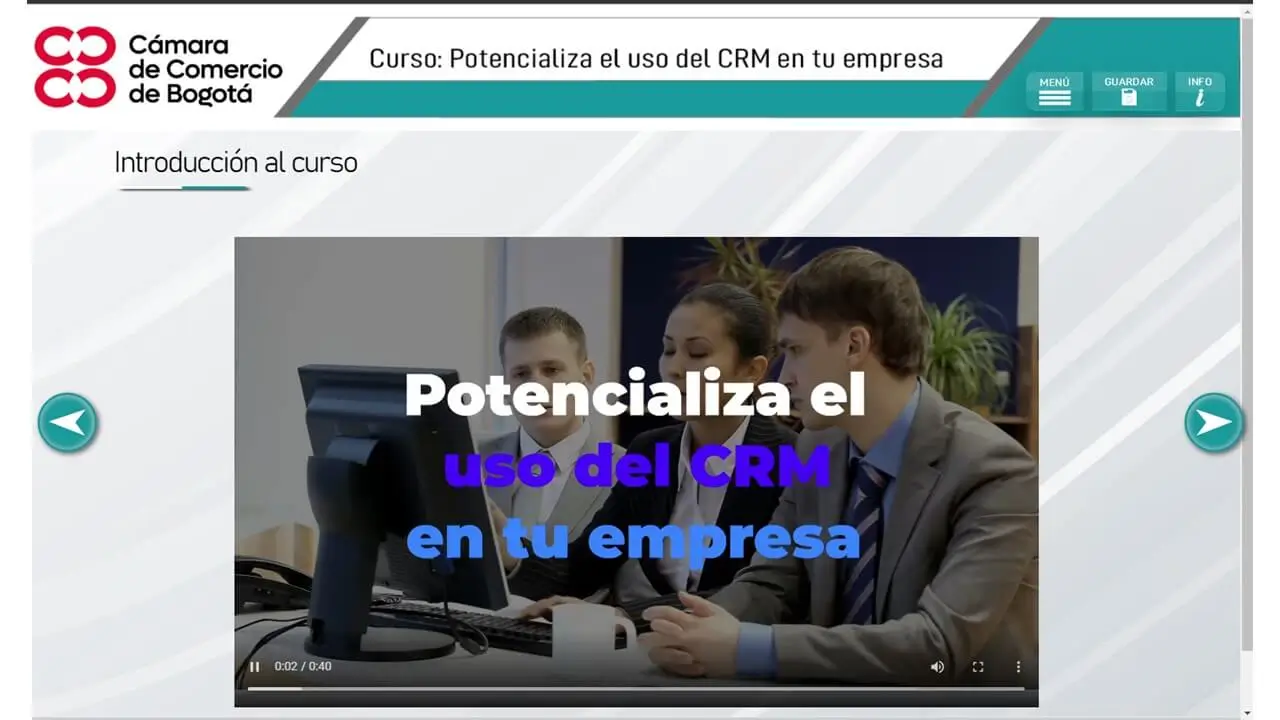 Cámara
de Comercio
de Bogotá
Curso: Potencializa el uso del CRM en tu empresa
MENÚ
GUARDAR
INFO
i
Introducción al curso
Potencializa el
uso del CRM
en tu empresa
0:02 / 0:40